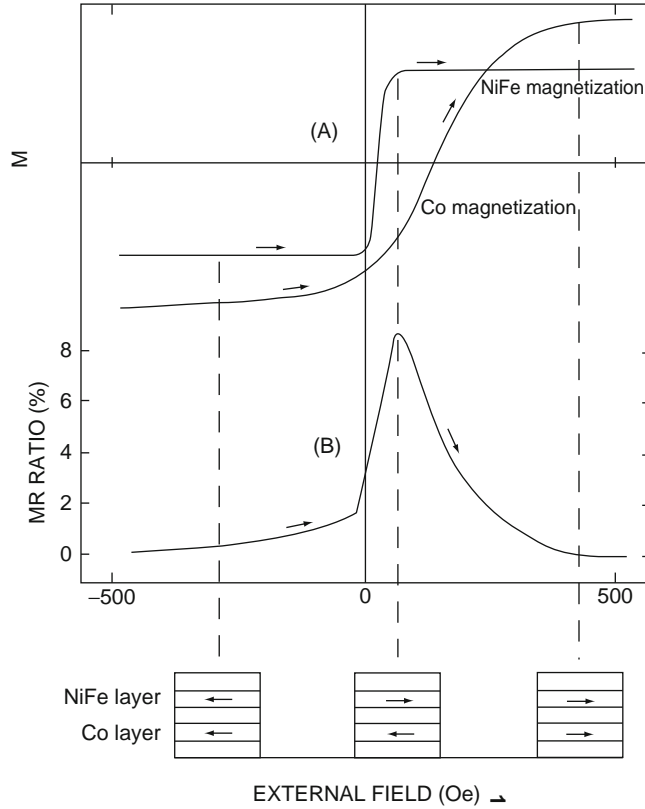 M
(A)
NiFe magnetization
Co magnetization
MR RATIO (%)
8
6
4
2
0
(B)
–500 0 500
NiFe layer
Co layer
EXTERNAL FIELD (Oe)